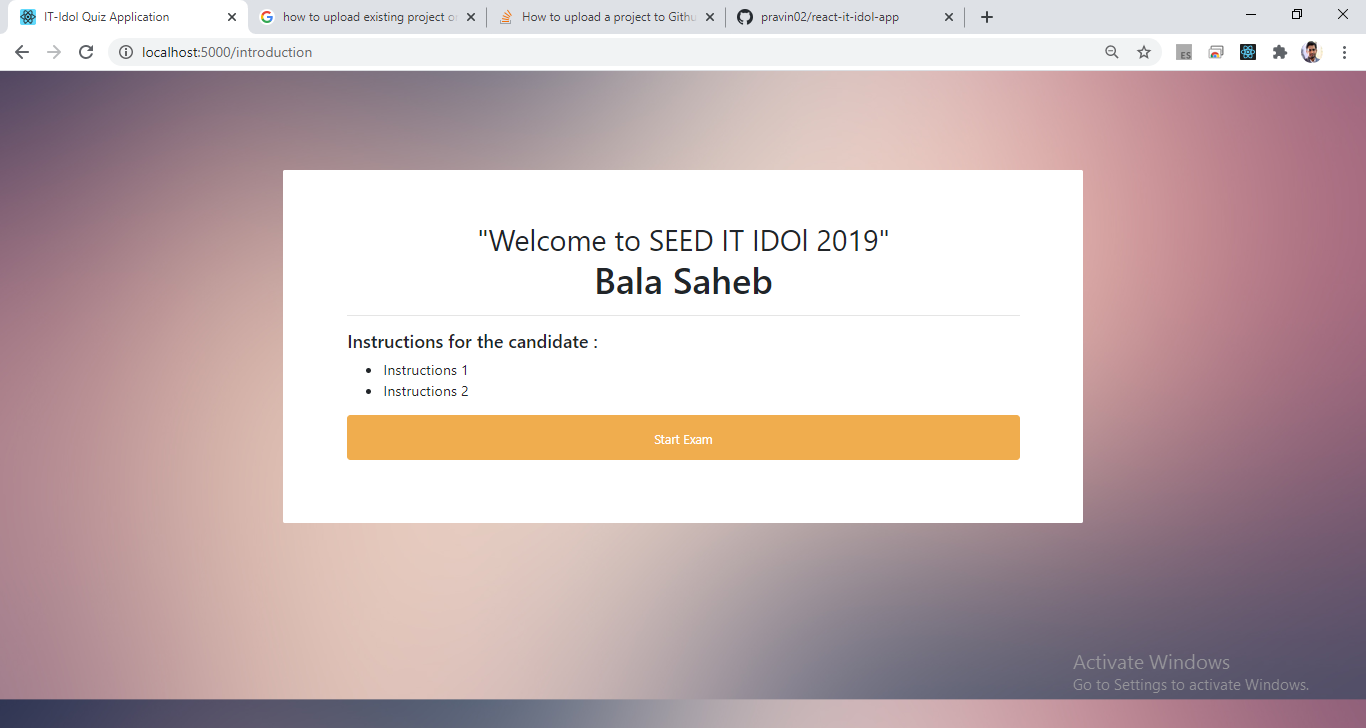 IT-Idol Quiz Application
how to upload existing project o
How to upload a project to Githu
pravin02/react-it-idol-app
localhost:5000/introduction
ES
"Welcome to SEED IT IDOl 2019"
Bala Saheb
Instructions for the candidate :
Instructions 1
Instructions 2
Start Exam
Activate Windows
Go to Settings to activate Windows.